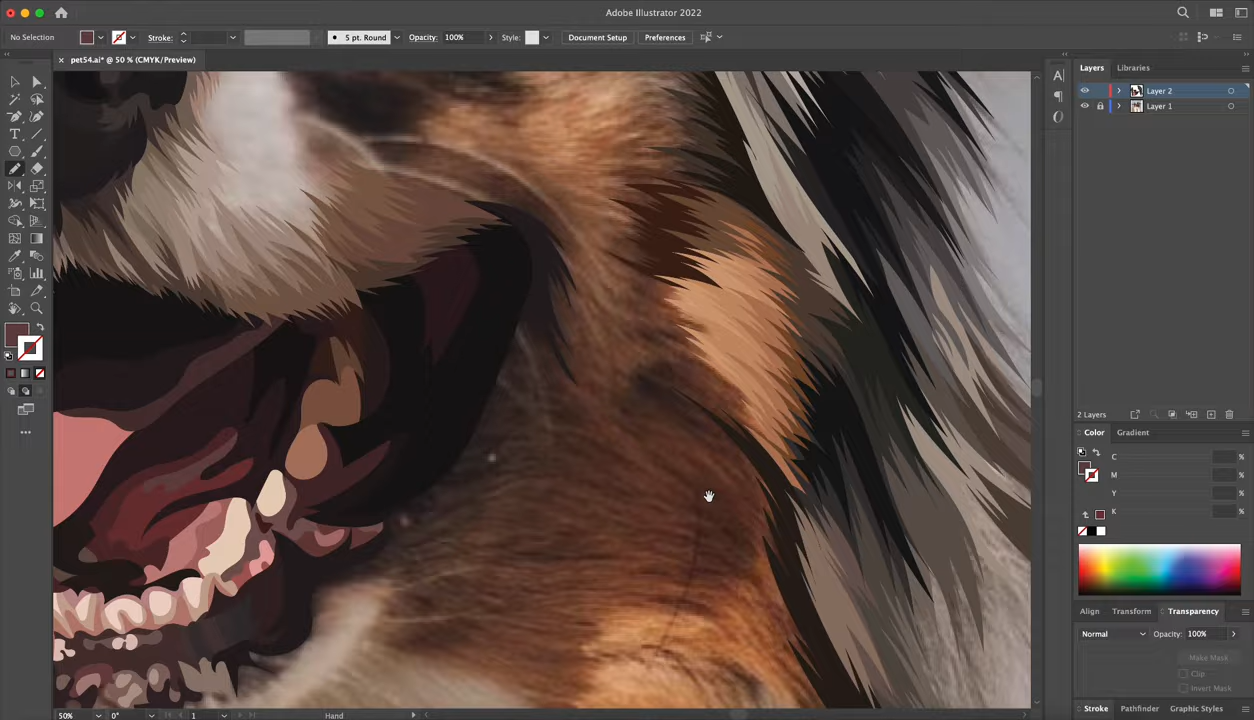 Adobe Illustrator 2022
No Selection
Stroke:
5 pt. Round
Opacity:
100%
Style:
Document Setup
Preferences
× pet54.ai* @ 50 % (CMYK/Preview)
Layers
Libraries
Layer 2
Layer 1
2 Layers
Color
Gradient
C
%
M
%
Y
%
K
%
Align
Transform
Transparency
Normal
Opacity:
100%
Make Mask
Clip
Invert Mask
50%
0°
1
Hand
Stroke
Pathfinder
Graphic Styles